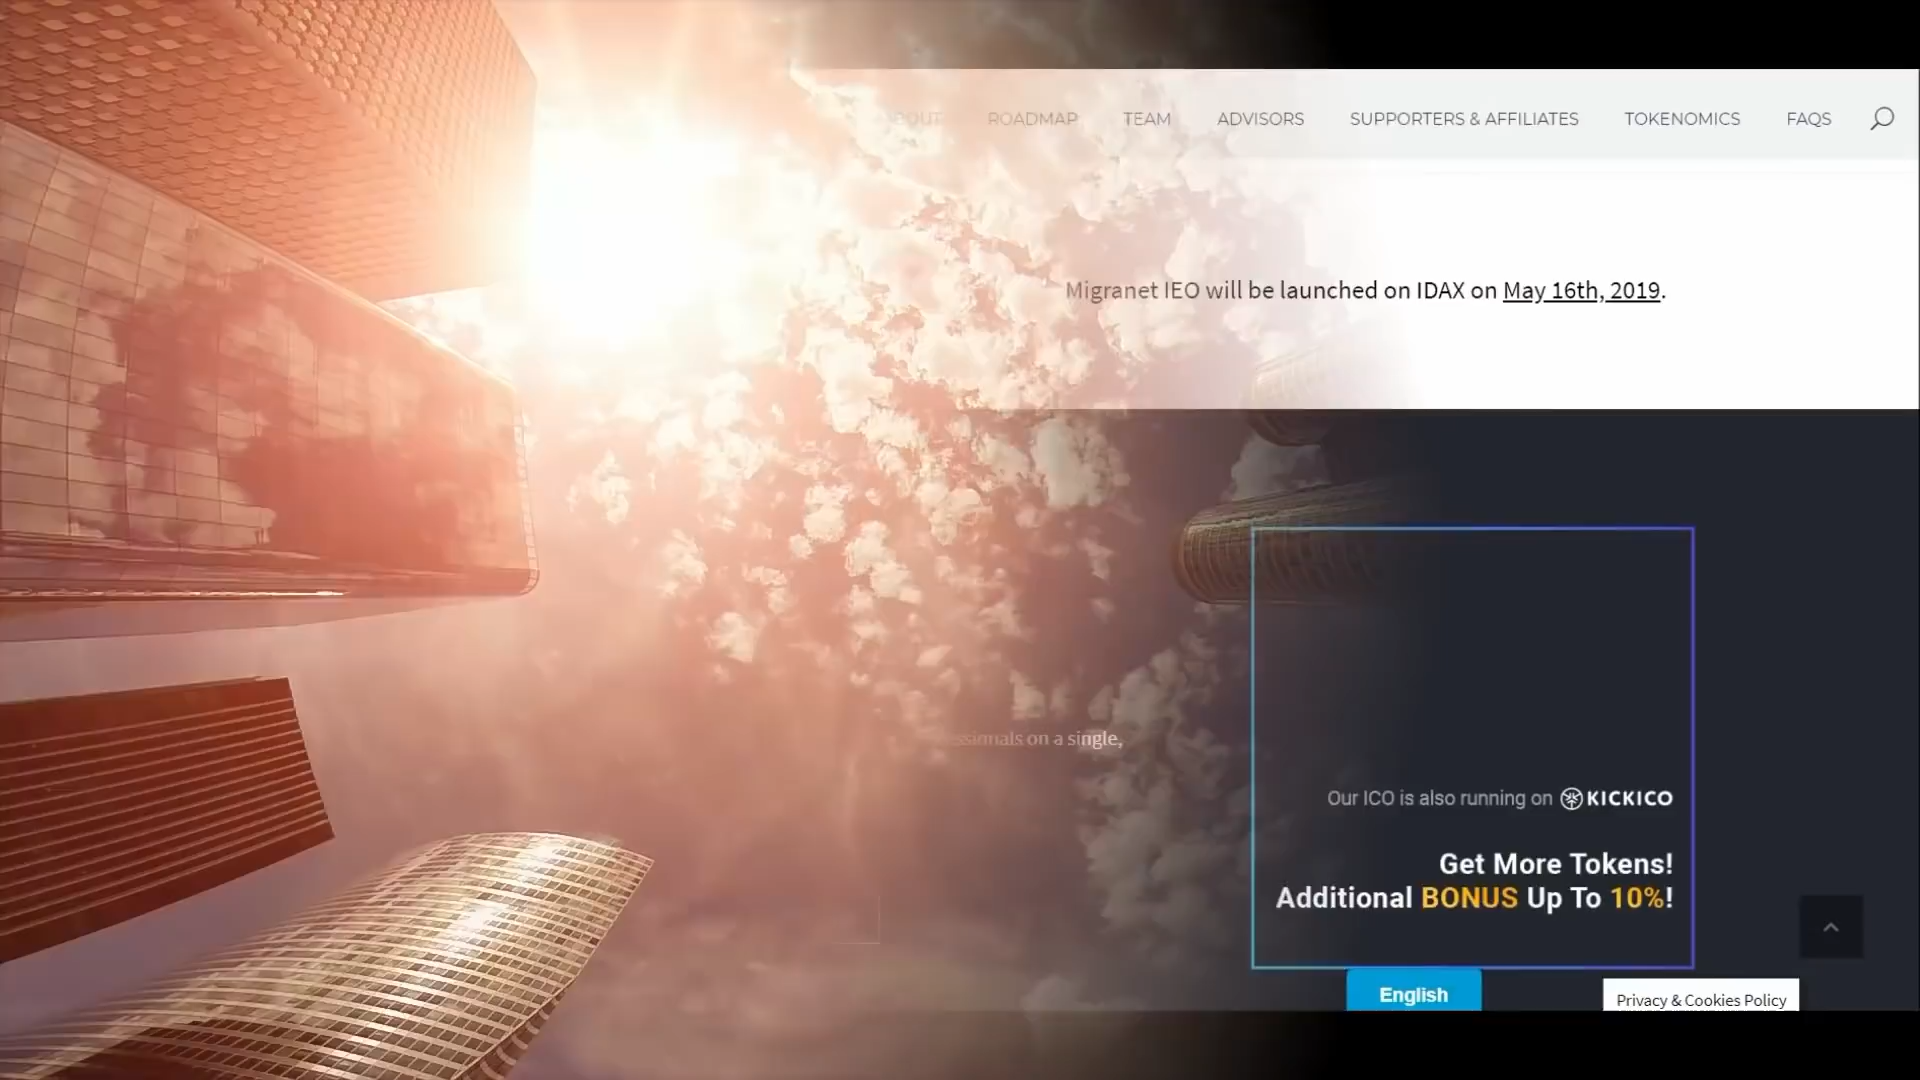 ROADMAP TEAM ADVISORS SUPPORTERS & AFFILIATES TOKENOMICS FAQS
Migranet IEO will be launched on IDAX on May 16th, 2019.
on a single,
Our ICO is also running on KICKICO
Get More Tokens!
Additional BONUS Up To 10%!
English
Privacy & Cookies Policy